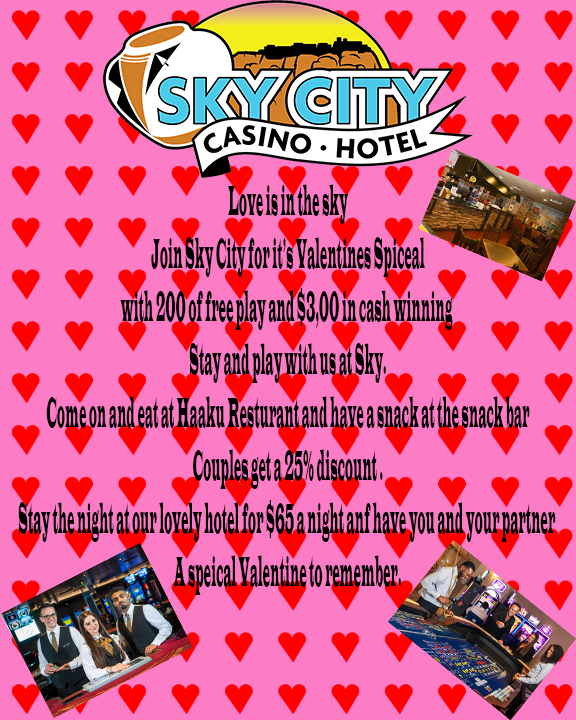 SKY CITY
CASINO · HOTEL
Love is in the sky
Join Sky City for it's Valentines Spiceal
with 200 of free play and $3,00 in cash winning
Stay and play with us at Sky.
Come on and eat at Haaku Resturant and have a snack at the snack bar
Couples get a 25% discount .
Stay the night at our lovely hotel for $65 a night anf have you and your partner
A speical Valentine to remember.